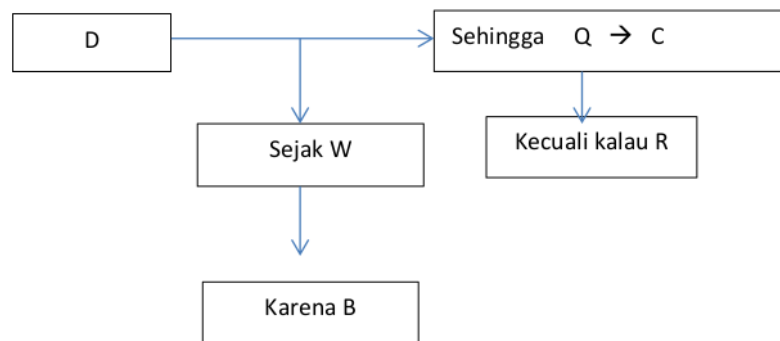 D
Sehingga Q → C
Sejak W
Kecuali kalau R
Karena B